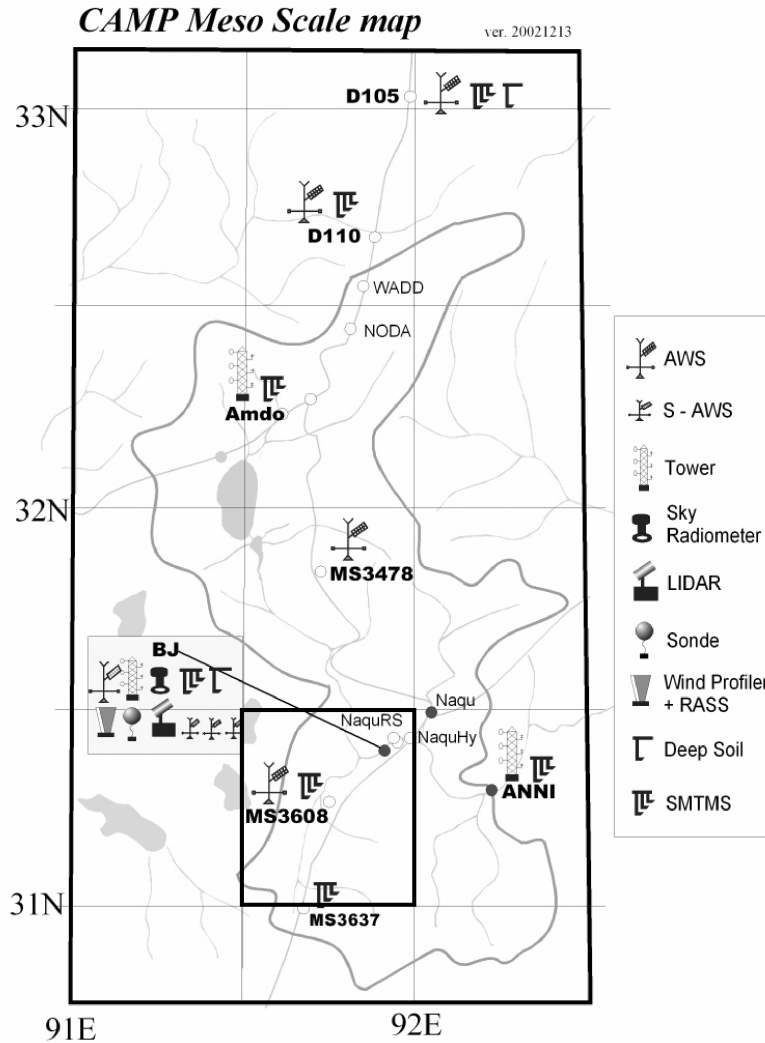 CAMP Meso Scale map
ver. 20021213
D105
33N
D110
WADD
NODA
Amdo
32N
MS3478
BJ
Naqu
NaquRS
NaquHy
ANNI
MS3608
31N
MS3637
91E
92E
AWS
S - AWS
Tower
Sky
Radiometer
LIDAR
Sonde
Wind Profiler
+ RASS
Deep Soil
SMTMS